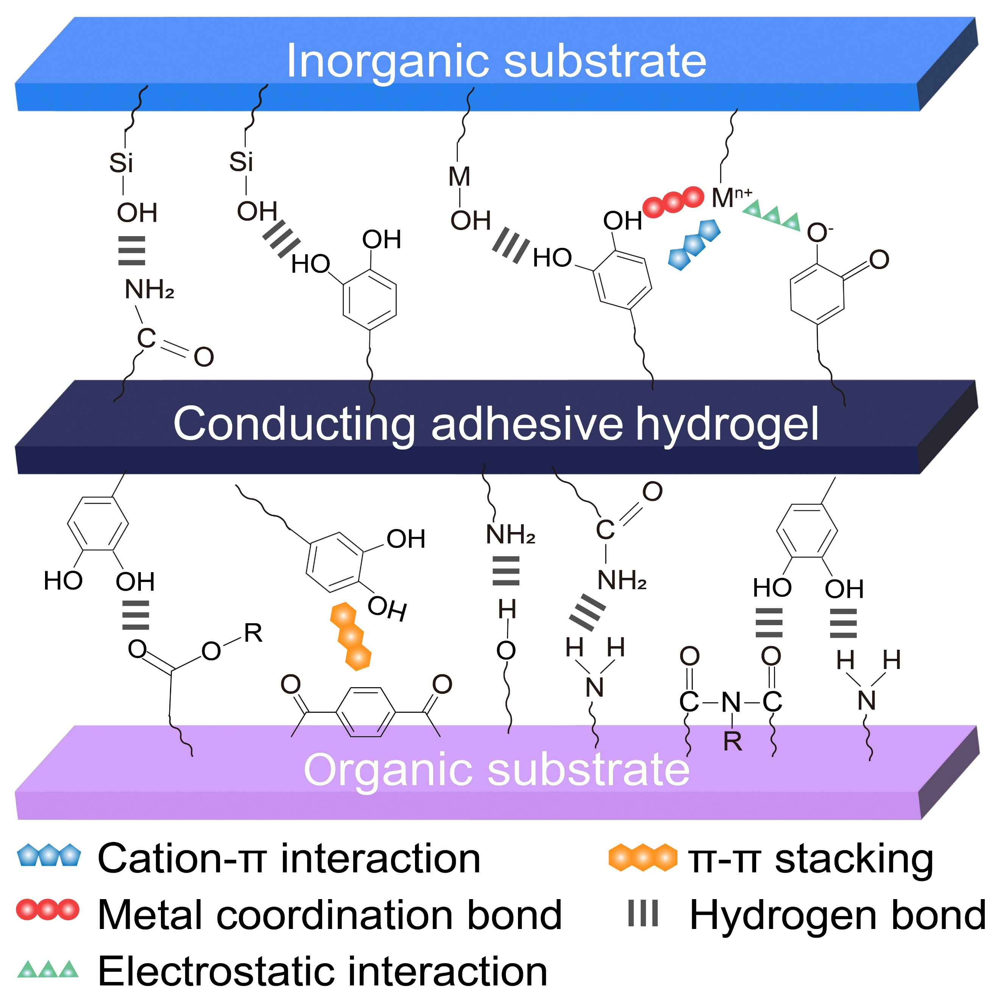 Inorganic substrate
Si
Si
M
Mⁿ⁺
OH
OH
OH
OH
O⁻
OH
HO
HO
O
NH₂
C
O
Conducting adhesive hydrogel
O
C
NH₂
OH
HO
OH
NH₂
HO
OH
OH
H
R
O
O
O
H
H
O
O
H
H
O
O
N
C
N
C
N
R
Organic substrate
Cation-π interaction
π-π stacking
Metal coordination bond
Hydrogen bond
Electrostatic interaction